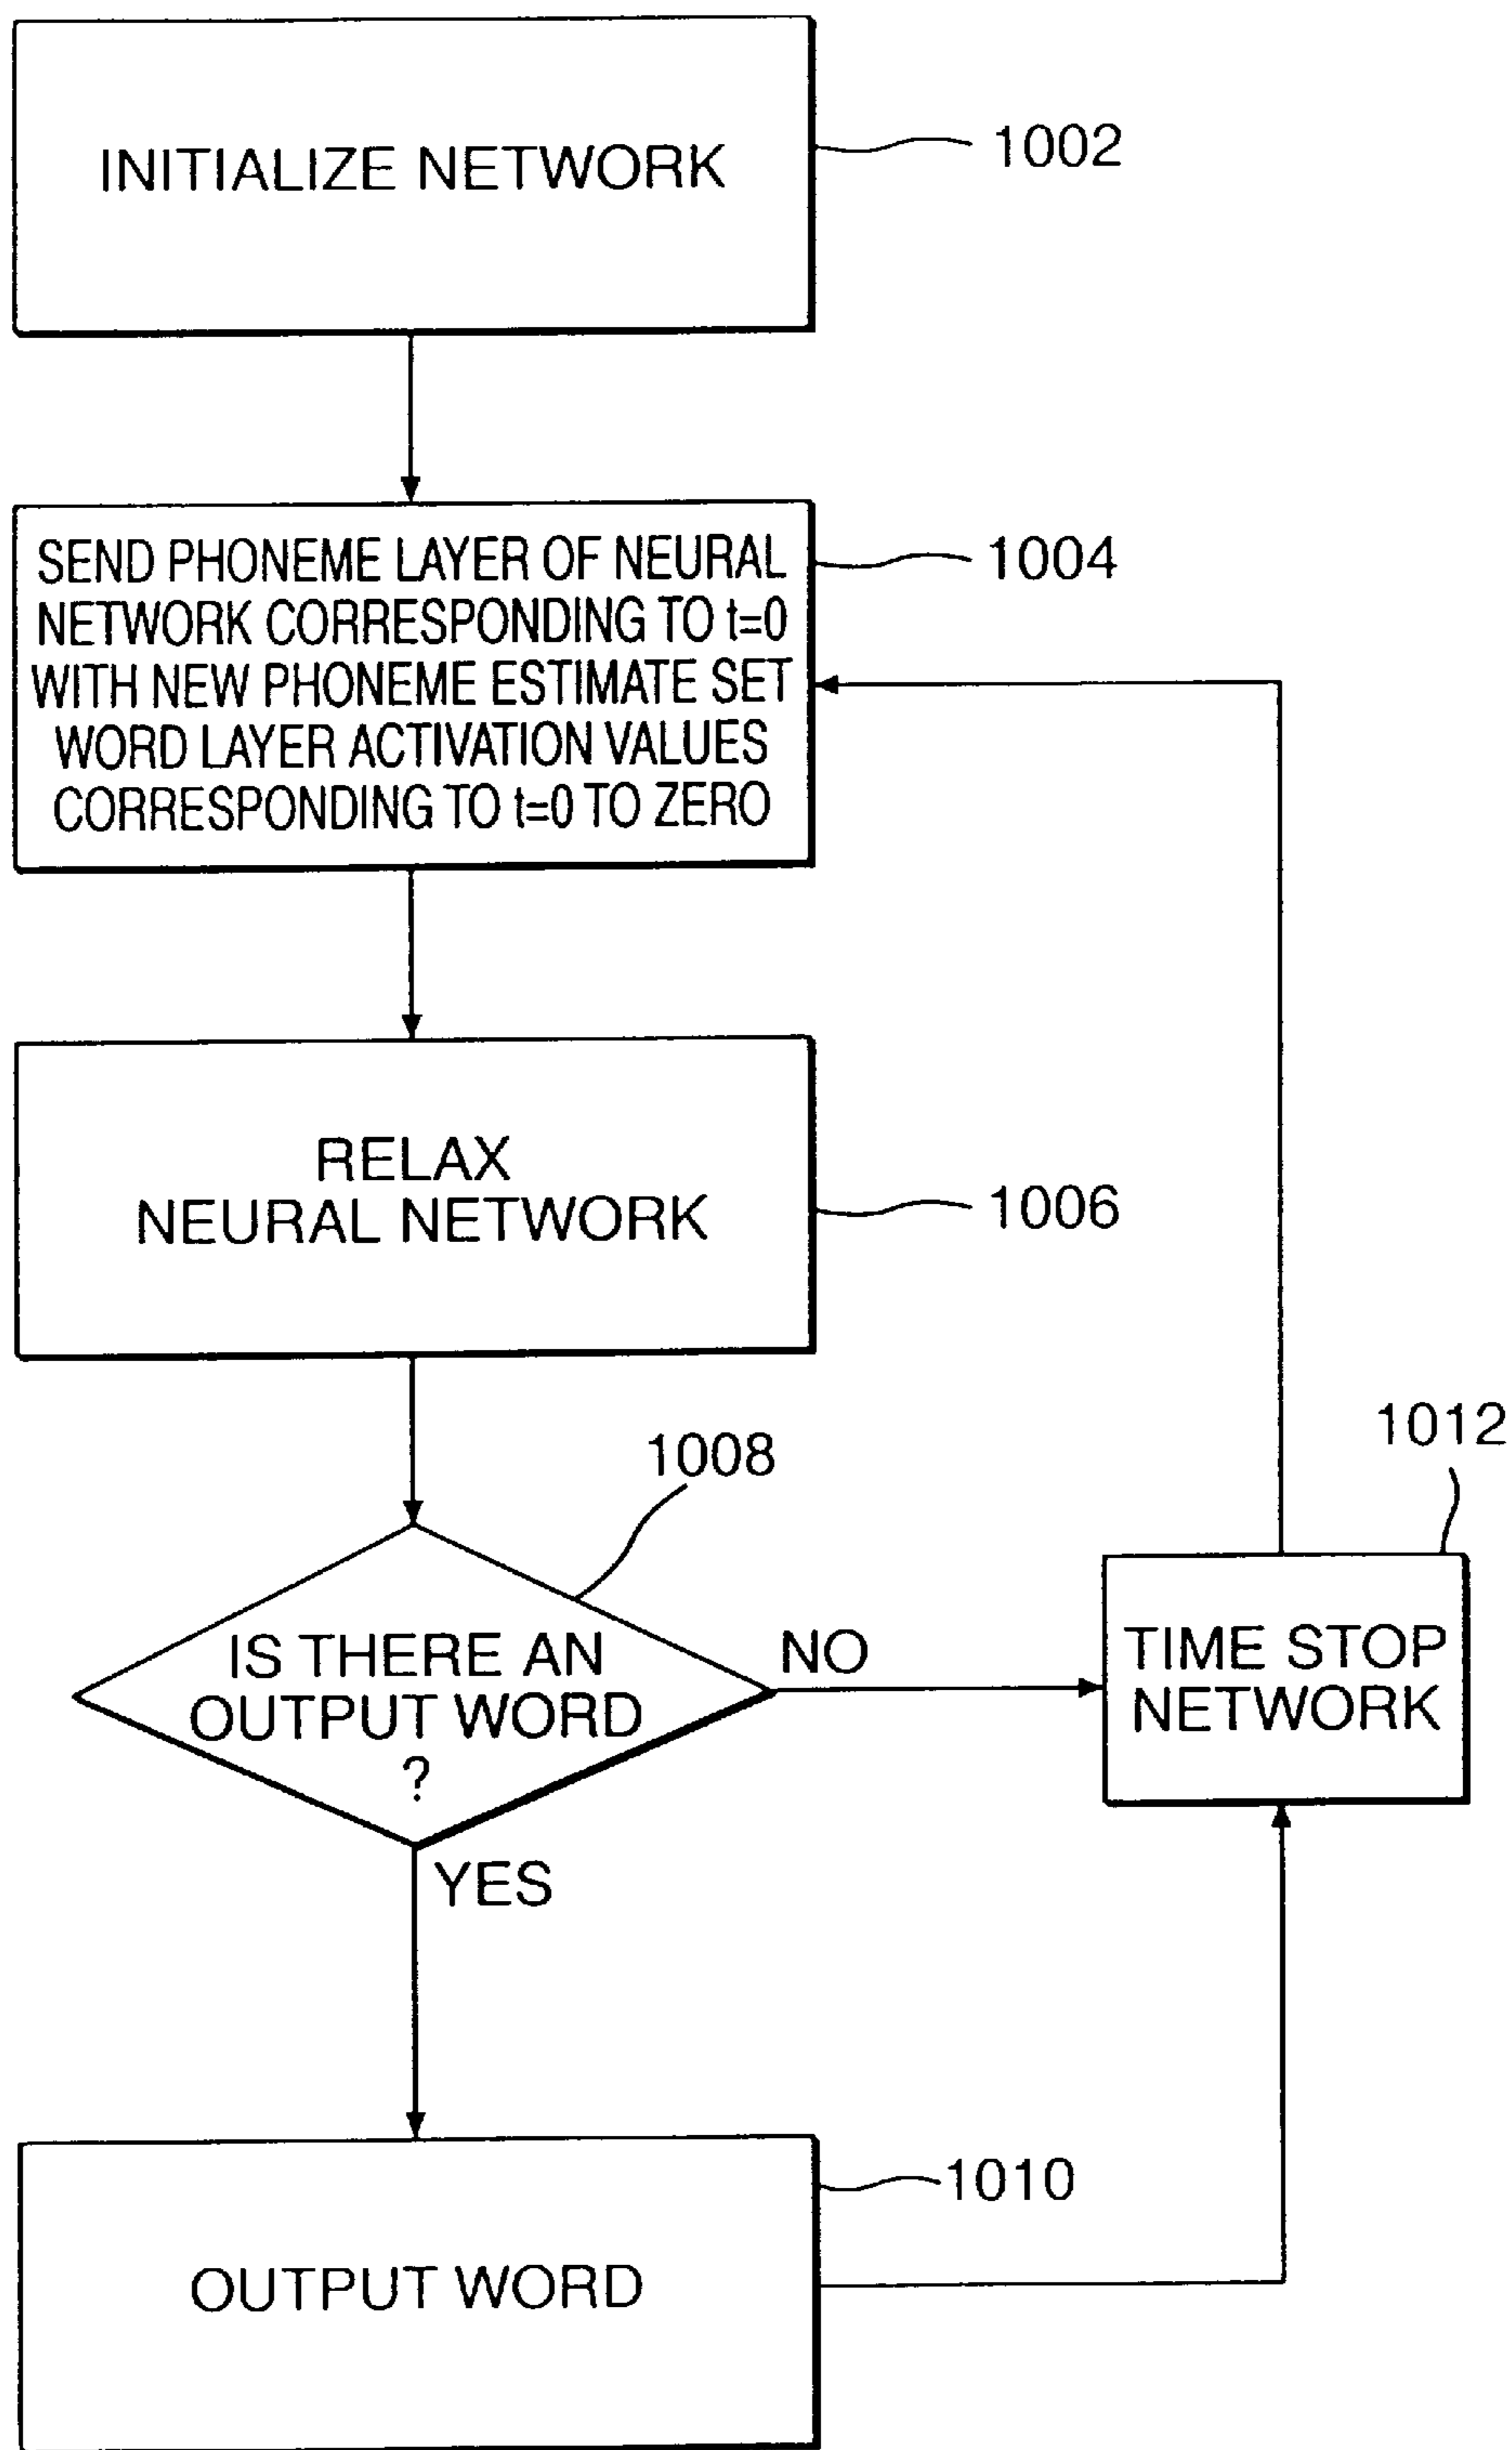 INITIALIZE NETWORK
1002
SEND PHONEME LAYER OF NEURAL
NETWORK CORRESPONDING TO t=0
WITH NEW PHONEME ESTIMATE SET
WORD LAYER ACTIVATION VALUES
CORRESPONDING TO t=0 TO ZERO
1004
RELAX
NEURAL NETWORK
1006
1008
IS THERE AN
OUTPUT WORD
?
NO
YES
1012
TIME STOP
NETWORK
OUTPUT WORD
1010